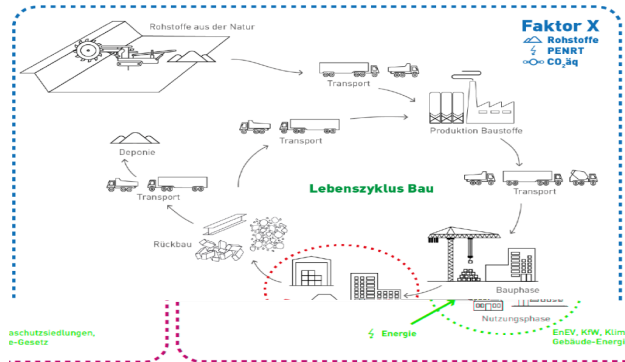 Rohstoffe aus der Natur
Faktor X
Rohstoffe
PENRT
CO₂äq
Transport
Produktion Baustoffe
Transport
Deponie
Transport
Lebenszyklus Bau
Transport
Rückbau
Bauphase
Nutzungsphase
Energie
aschutzsiedlungen,
e-Gesetz
EnEV, KfW, Klim
Gebäude-Energi